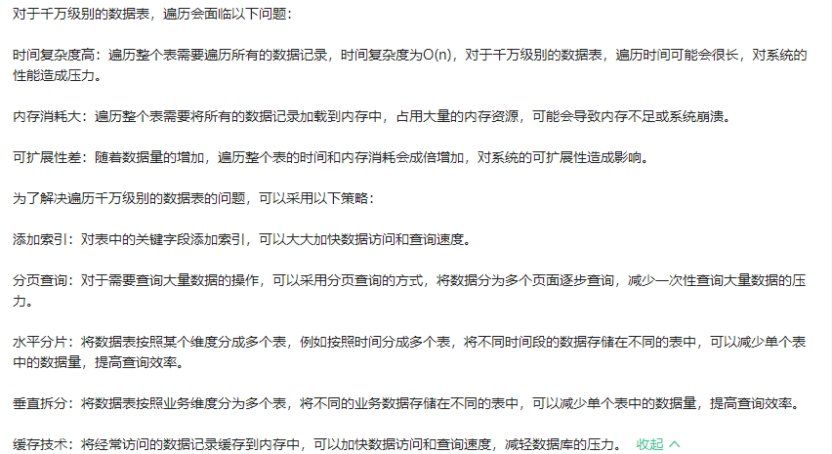 对于千万级别的数据表，遍历会面临以下问题：
时间复杂度高：遍历整个表需要遍历所有的数据记录，时间复杂度为O(n)，对于千万级别的数据表，遍历时间可能会很长，对系统的
性能造成压力。
内存消耗大：遍历整个表需要将所有的数据记录加载到内存中，占用大量的内存资源，可能会导致内存不足或系统崩溃。
可扩展性差：随着数据量的增加，遍历整个表的时间和内存消耗会成倍增加，对系统的可扩展性造成影响。
为了解决遍历千万级别的数据表的问题，可以采用以下策略：
添加索引：对表中的关键字段添加索引，可以大大加快数据访问和查询速度。
分页查询：对于需要查询大量数据的操作，可以采用分页查询的方式，将数据分为多个页面逐步查询，减少一次性查询大量数据的压
力。
水平分片：将数据表按照某个维度分成多个表，例如按照时间分成多个表，将不同时间段的数据存储在不同的表中，可以减少单个表
中的数据量，提高查询效率。
垂直拆分：将数据表按照业务维度分为多个表，将不同的业务数据存储在不同的表中，可以减少单个表中的数据量，提高查询效率。
缓存技术：将经常访问的数据记录缓存到内存中，可以加快数据访问和查询速度，减轻数据库的压力。 收起